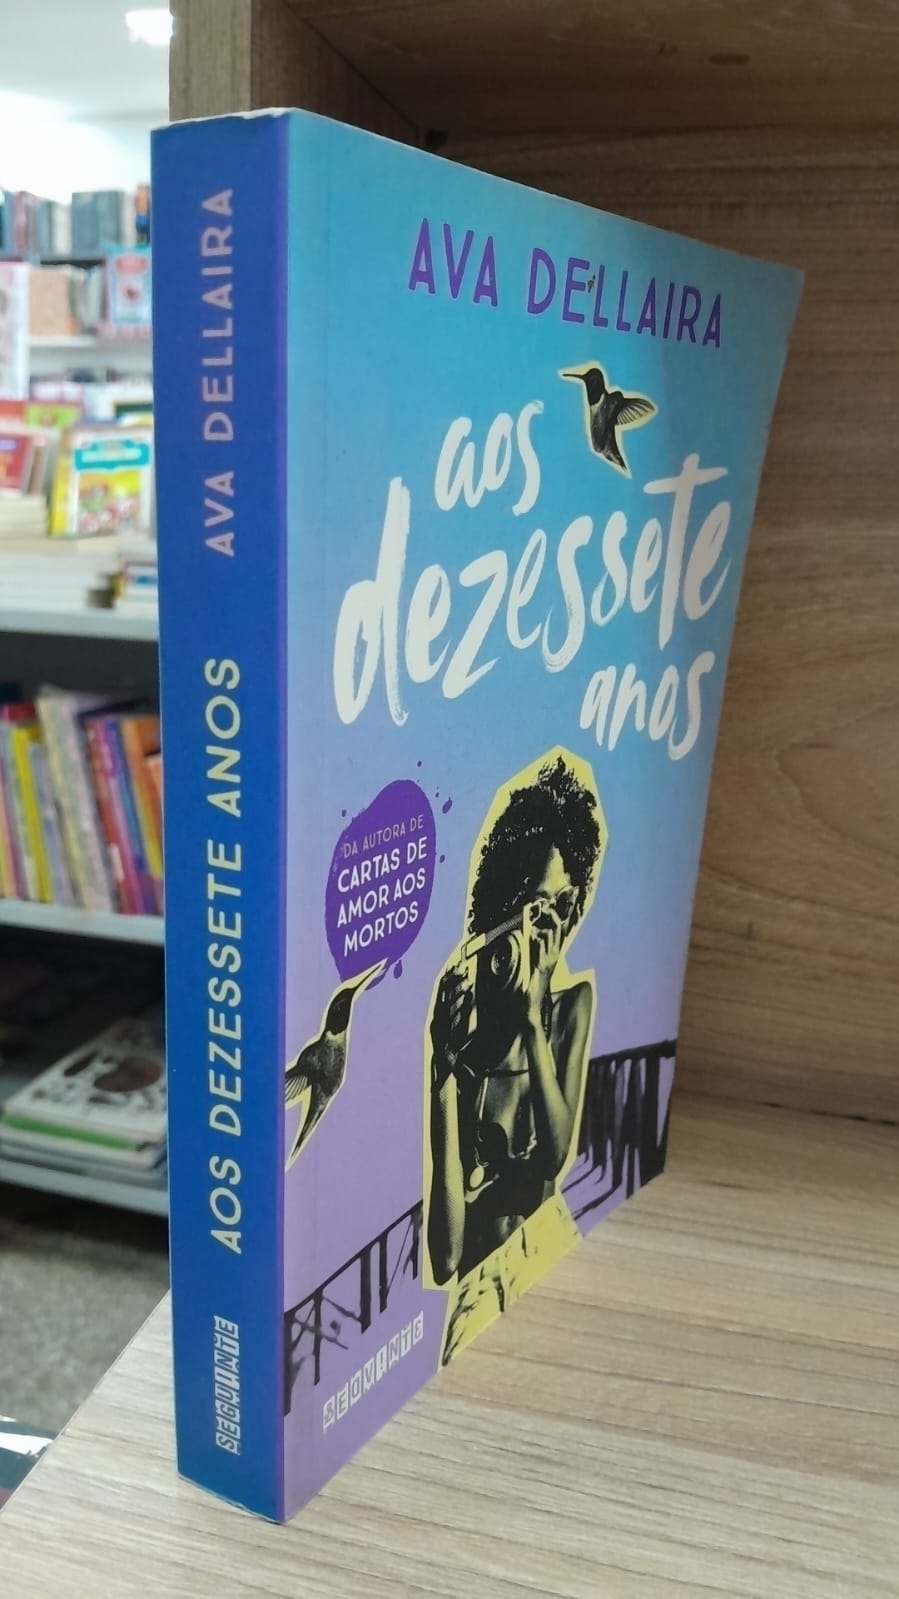 AVA DELLAIRA
AOS DEZESSETE ANOS
SEGUINTE
AVA DELLAIRA
aos
dezessete
anos
DA AUTORA DE
CARTAS DE
AMOR AOS
MORTOS
SEGUINTE